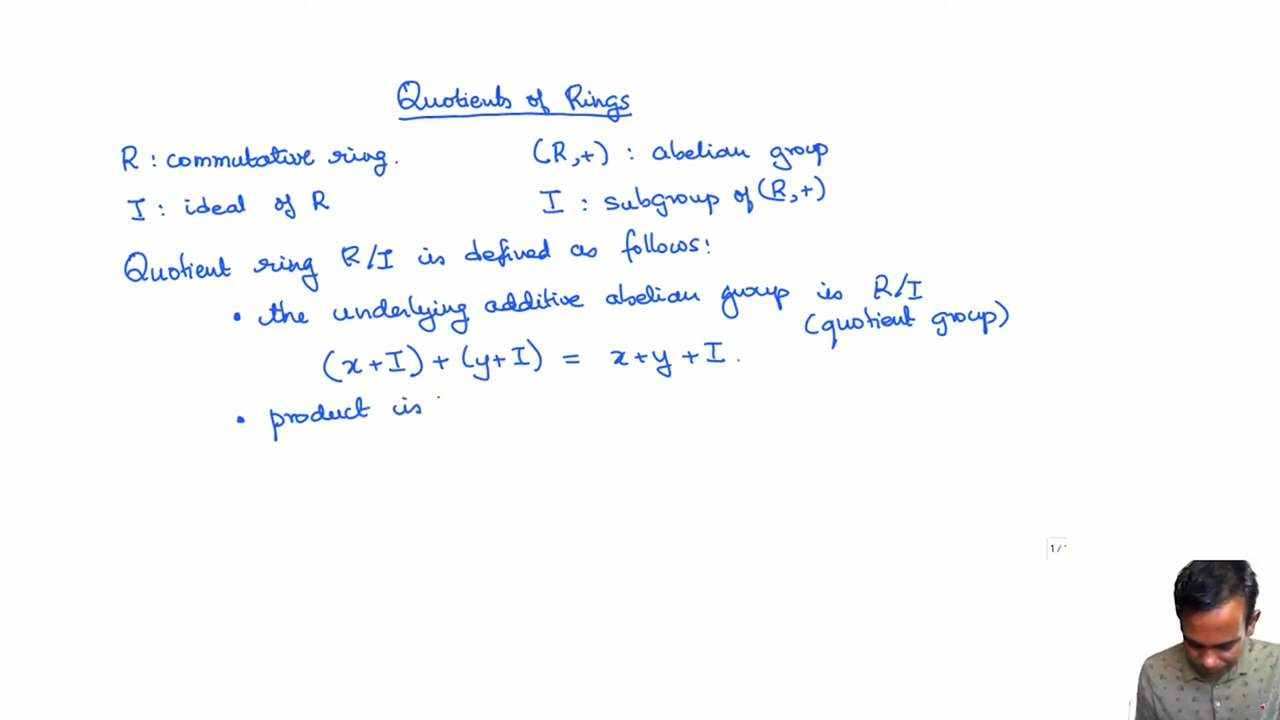 Quotients of Rings
R : commutative ring. (R,+) : abelian group
I : ideal of R I : subgroup of (R,+)
Quotient ring R/I is defined as follows:
• the underlying additive abelian group is R/I
(quotient group)
(x+I) + (y+I) = x+y+I.
• product is
1/